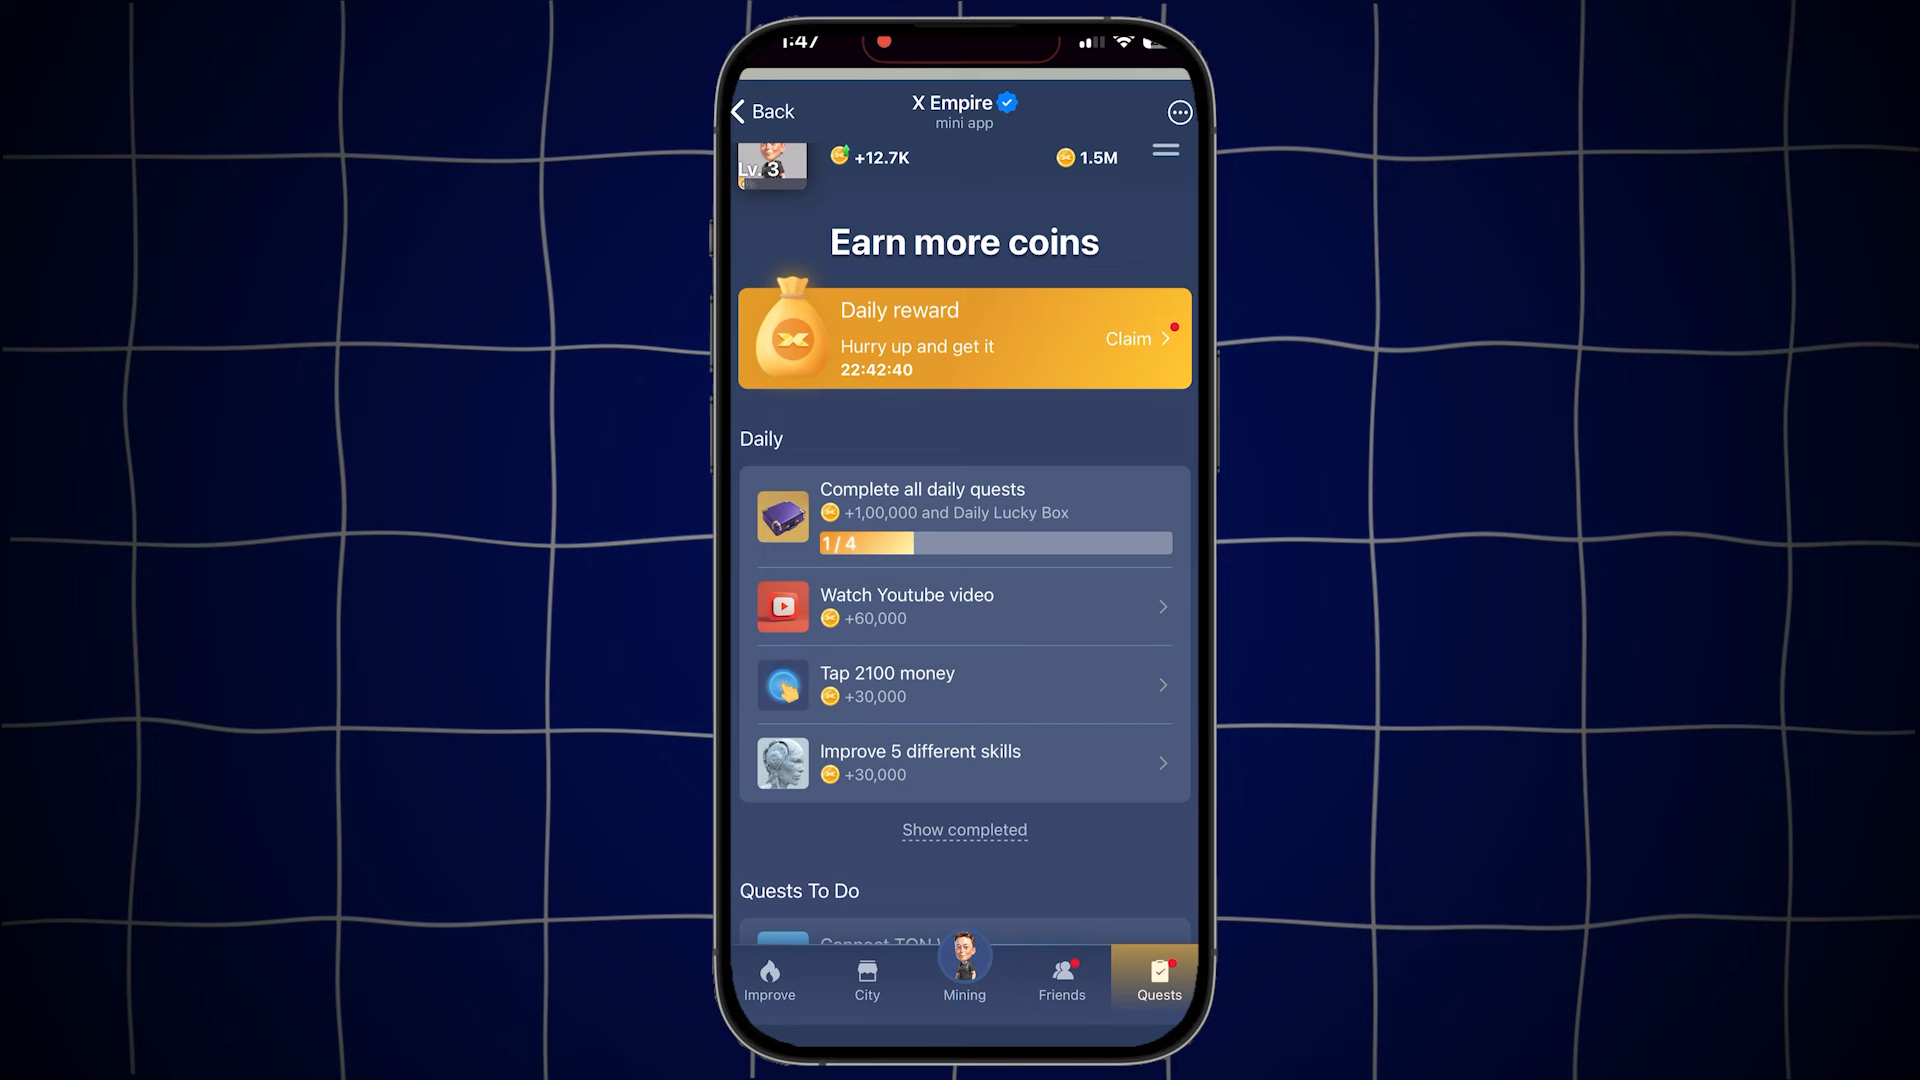 1:47
Back
X Empire
mini app
Lv. 3
+12.7K
1.5M
Earn more coins
Daily reward
Hurry up and get it
22:42:40
Claim
Daily
Complete all daily quests
+1,00,000 and Daily Lucky Box
1 / 4
Watch Youtube video
+60,000
Tap 2100 money
+30,000
Improve 5 different skills
+30,000
Show completed
Quests To Do
Connect TON
Improve
City
Mining
Friends
Quests